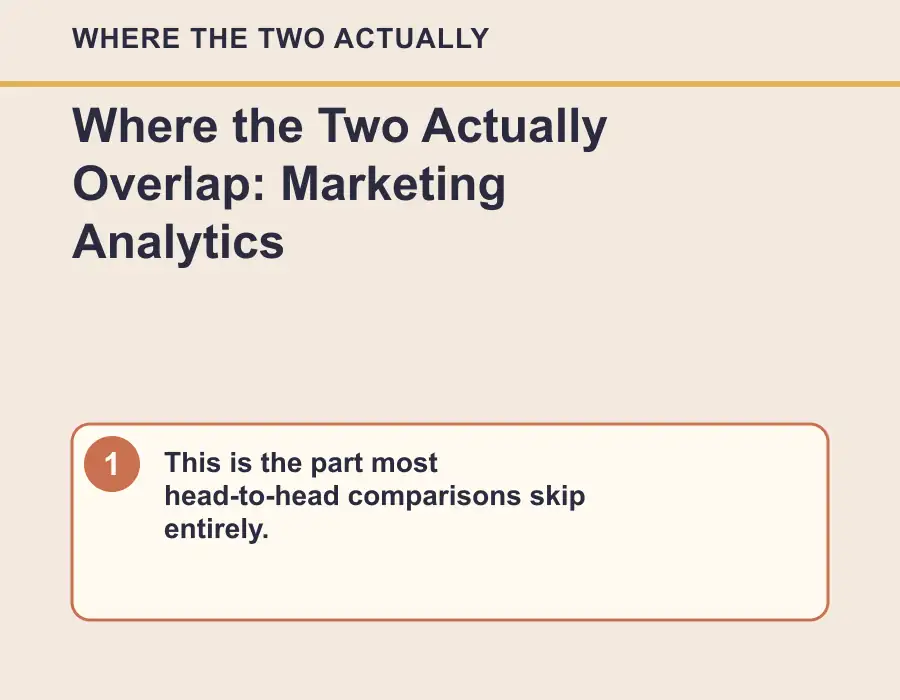 WHERE THE TWO ACTUALLY
Where the Two Actually
Overlap: Marketing
Analytics
1
This is the part most
head-to-head comparisons skip
entirely.